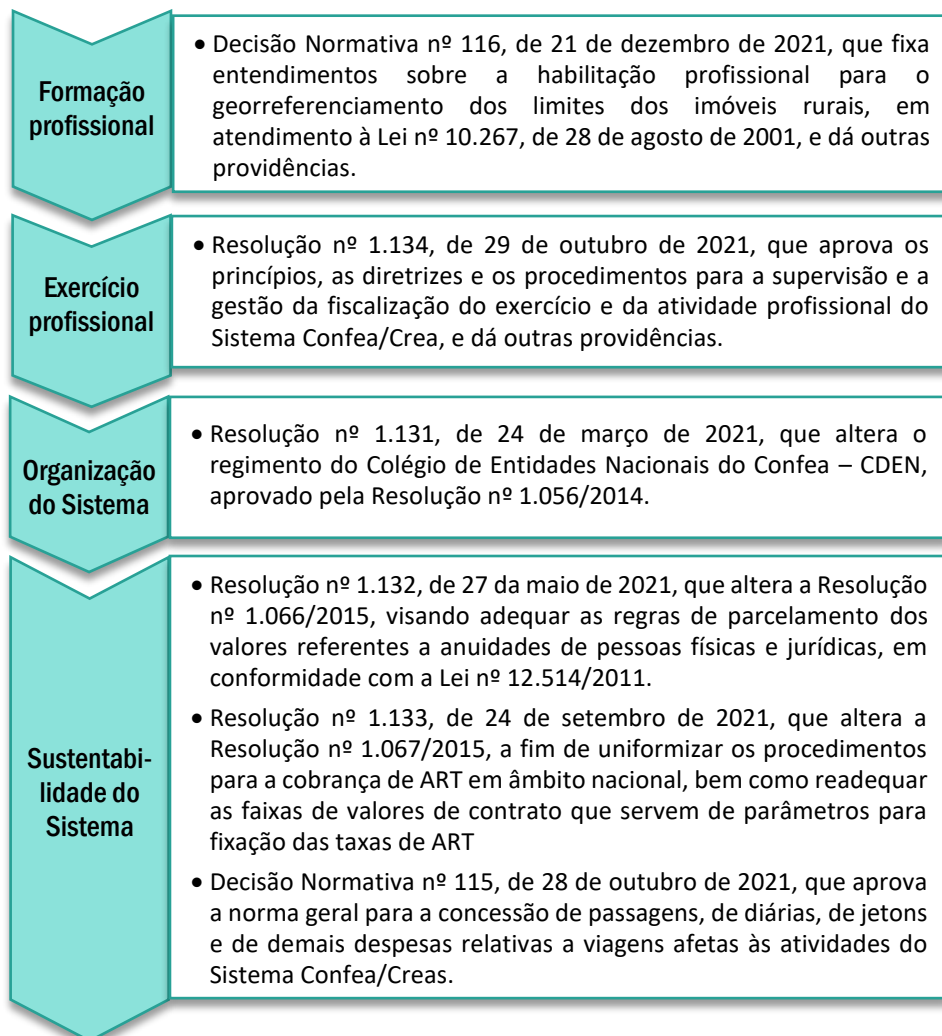 Formação
profissional
• Decisão Normativa nº 116, de 21 de dezembro de 2021, que fixa
entendimentos sobre a habilitação profissional para o
georreferenciamento dos limites dos imóveis rurais, em
atendimento à Lei nº 10.267, de 28 de agosto de 2001, e dá outras
providências.
Exercício
profissional
• Resolução nº 1.134, de 29 de outubro de 2021, que aprova os
princípios, as diretrizes e os procedimentos para a supervisão e a
gestão da fiscalização do exercício e da atividade profissional do
Sistema Confea/Crea, e dá outras providências.
Organização
do Sistema
• Resolução nº 1.131, de 24 de março de 2021, que altera o
regimento do Colégio de Entidades Nacionais do Confea – CDEN,
aprovado pela Resolução nº 1.056/2014.
Sustentabi-
lidade do
Sistema
• Resolução nº 1.132, de 27 da maio de 2021, que altera a Resolução
nº 1.066/2015, visando adequar as regras de parcelamento dos
valores referentes a anuidades de pessoas físicas e jurídicas, em
conformidade com a Lei nº 12.514/2011.
• Resolução nº 1.133, de 24 de setembro de 2021, que altera a
Resolução nº 1.067/2015, a fim de uniformizar os procedimentos
para a cobrança de ART em âmbito nacional, bem como readequar
as faixas de valores de contrato que servem de parâmetros para
fixação das taxas de ART
• Decisão Normativa nº 115, de 28 de outubro de 2021, que aprova
a norma geral para a concessão de passagens, de diárias, de jetons
e de demais despesas relativas a viagens afetas às atividades do
Sistema Confea/Creas.